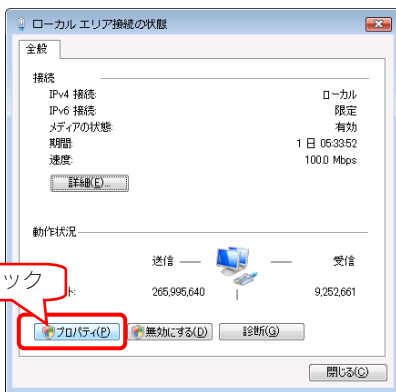 ローカル エリア接続の状態
全般
接続
IPv4 接続: ローカル
IPv6 接続: 限定
メディアの状態: 有効
期間: 1 日 05:33:52
速度: 100.0 Mbps
詳細(E)...
動作状況
送信 受信
ック
ト: 265,995,640 9,252,661
プロパティ(P) 無効にする(D) 診断(G)
閉じる(C)